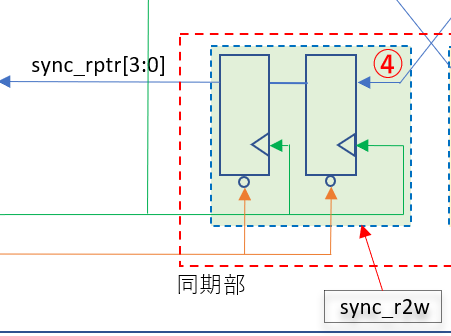 ④
sync_rptr[3:0]
同期部
sync_r2w